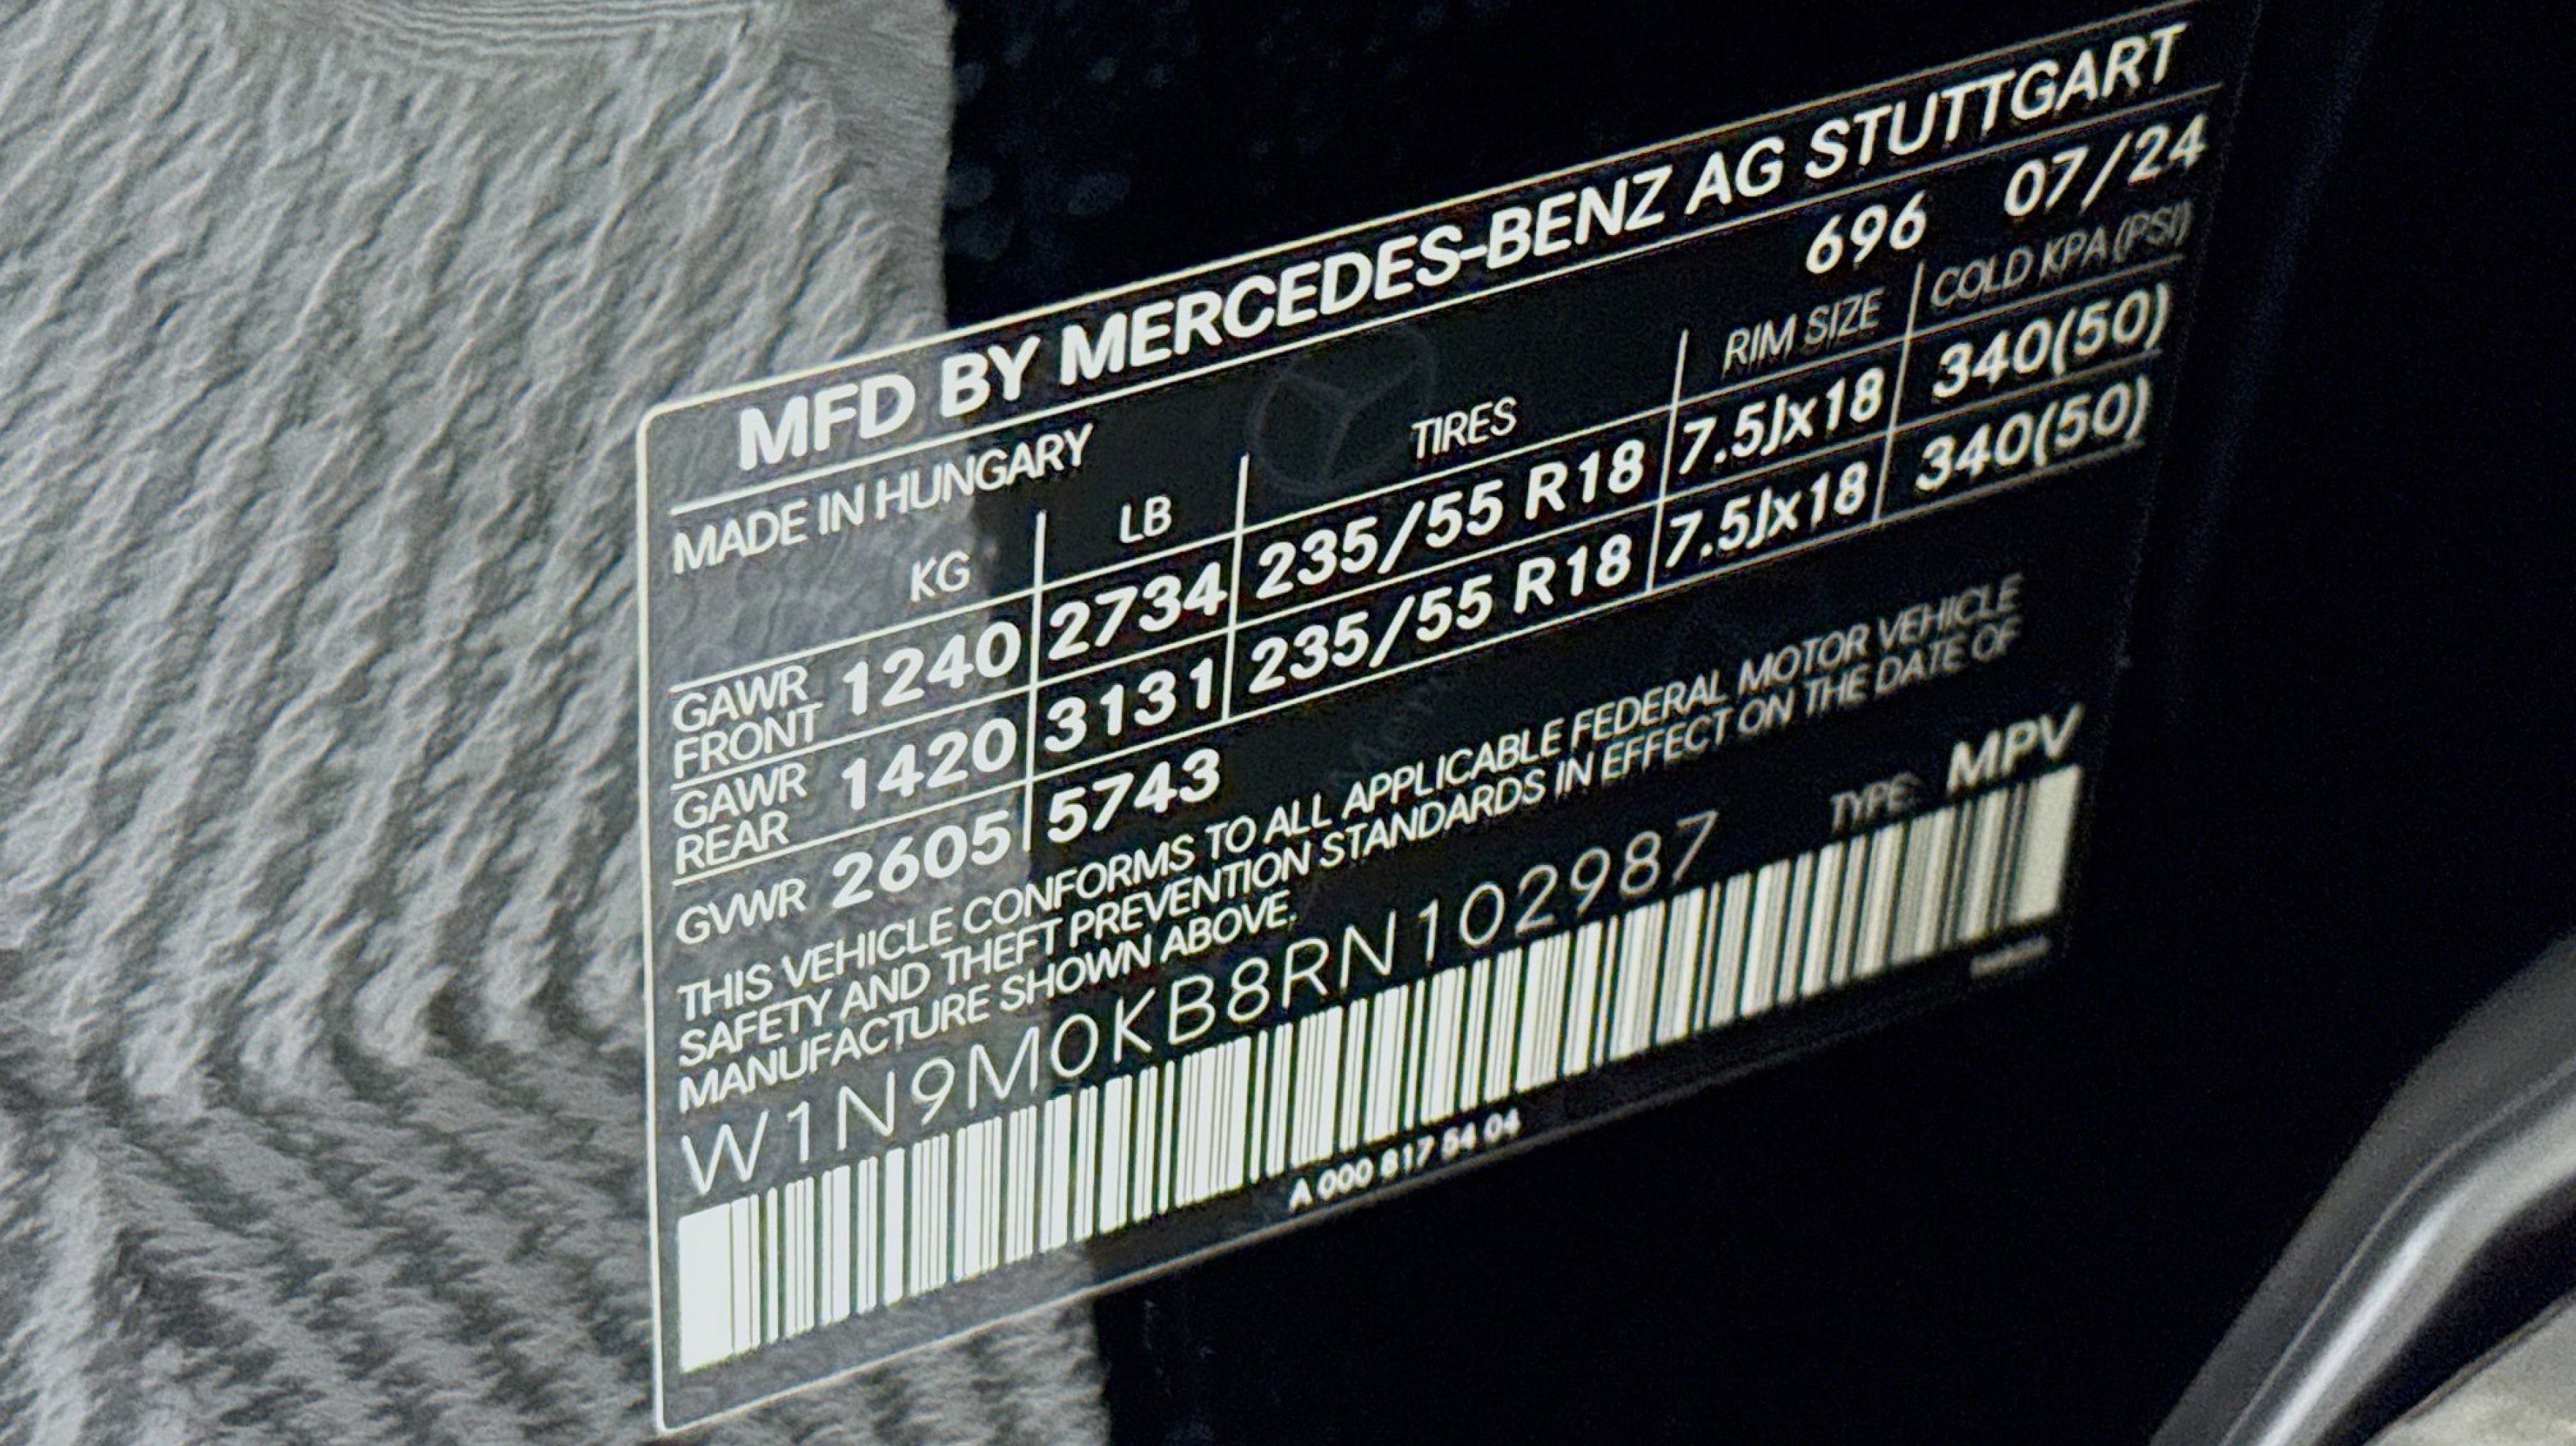 MFD BY MERCEDES-BENZ AG STUTTGART
MADE IN HUNGARY 696 07/24
KG LB TIRES RIM SIZE COLD KPA (PSI)
GAWR FRONT 1240 2734 235/55 R18 7.5Jx18 340(50)
GAWR REAR 1420 3131 235/55 R18 7.5Jx18 340(50)
GVWR 2605 5743
THIS VEHICLE CONFORMS TO ALL APPLICABLE FEDERAL MOTOR VEHICLE
SAFETY AND THEFT PREVENTION STANDARDS IN EFFECT ON THE DATE OF
MANUFACTURE SHOWN ABOVE.
W1N9M0KB8RN102987 TYPE: MPV
A 000 817 54 04